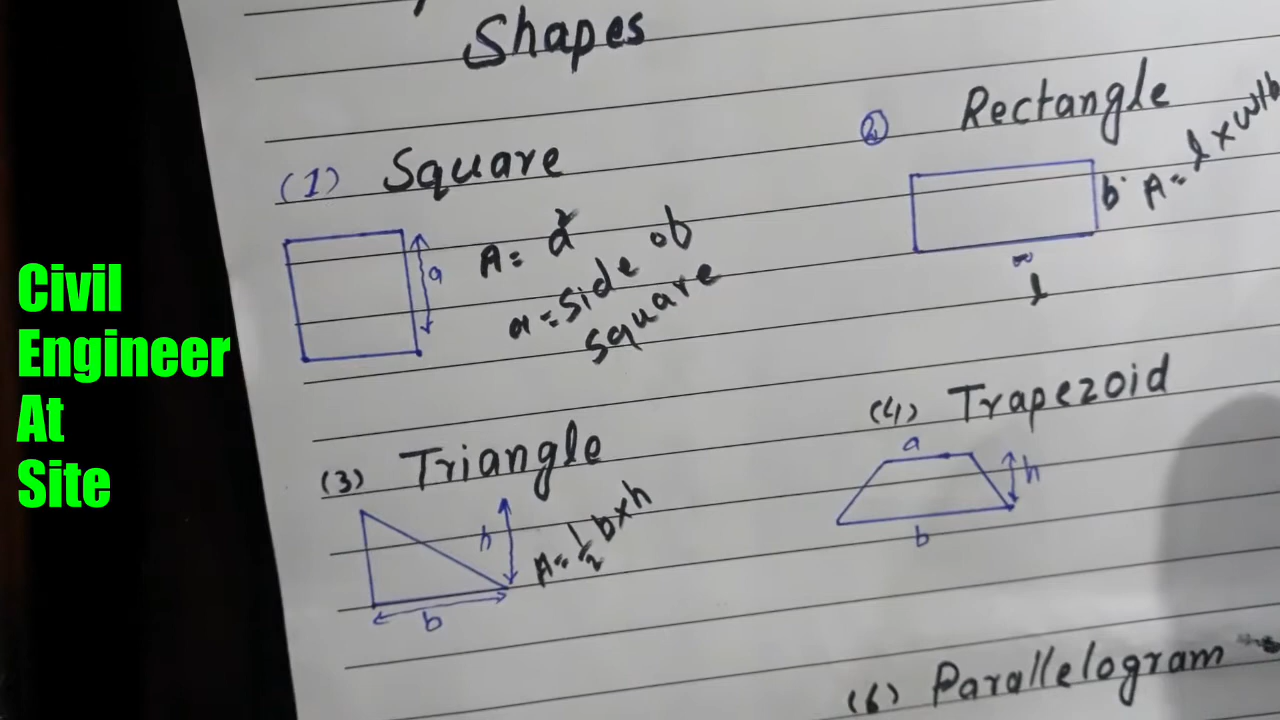 Shapes
(1) Square
a
A = a²
a = side ob
square
② Rectangle
b
l
A = l x w/b
(3) Triangle
h
b
A = ½ b x h
(4) Trapezoid
a
h
b
(6) Parallelogram
Civil
Engineer
At
Site